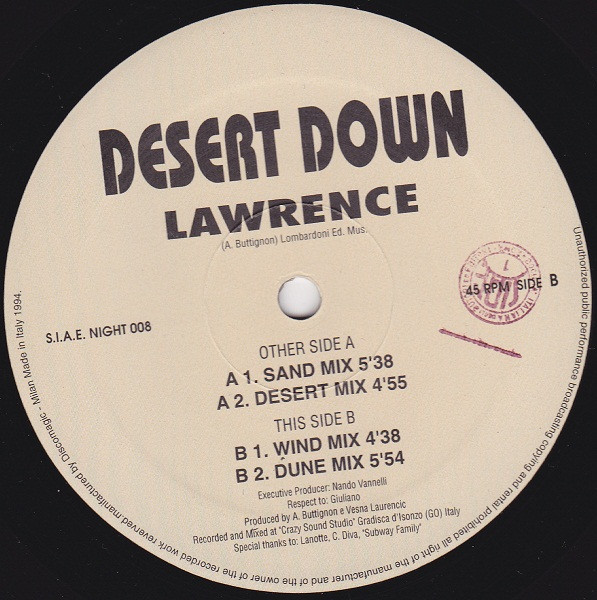 DESERT DOWN
LAWRENCE
(A. Buttignon) Lombardoni Ed. Mus.
S.I.A.E. NIGHT 008
45 RPM SIDE B
OTHER SIDE A
A 1. SAND MIX 5'38
A 2. DESERT MIX 4'55
THIS SIDE B
B 1. WIND MIX 4'38
B 2. DUNE MIX 5'54
Executive Producer: Nando Vannelli
Respect to: Giuliano
Produced by A. Buttignon e Vesna Laurencic
Recorded and Mixed at "Crazy Sound Studio" Gradisca d'Isonzo (GO) Italy
Special thanks to: Lanotte, C. Diva, "Subway Family"
Unauthorized public performance broadcasting copying and rental prohibited all right of the manufacturer and of the owner of the recorded work reverved.manufactured by Discomagic - Milan Made in Italy 1994.